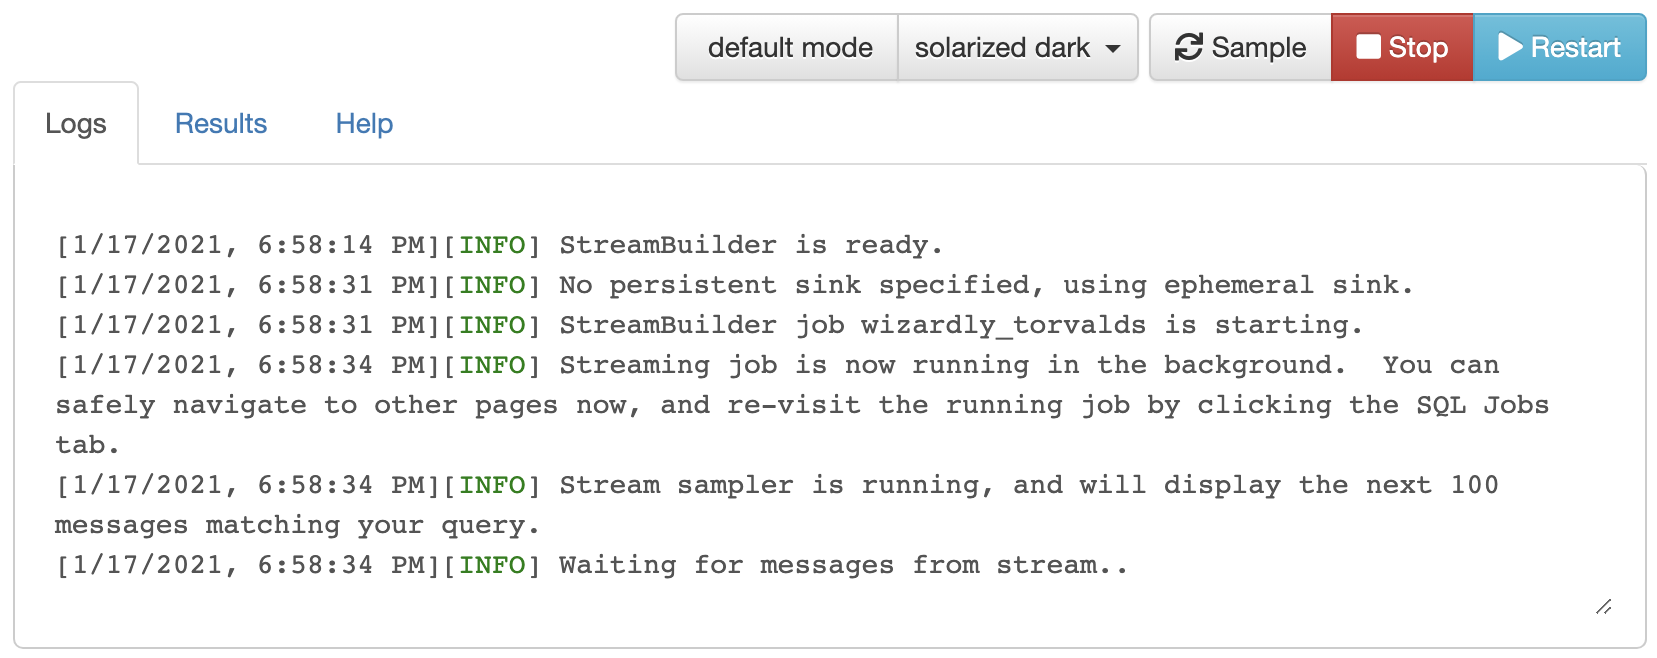 default mode solarized dark Sample Stop Restart
Logs Results Help
[1/17/2021, 6:58:14 PM][INFO] StreamBuilder is ready.
[1/17/2021, 6:58:31 PM][INFO] No persistent sink specified, using ephemeral sink.
[1/17/2021, 6:58:31 PM][INFO] StreamBuilder job wizardly_torvalds is starting.
[1/17/2021, 6:58:34 PM][INFO] Streaming job is now running in the background.  You can
safely navigate to other pages now, and re-visit the running job by clicking the SQL Jobs
tab.
[1/17/2021, 6:58:34 PM][INFO] Stream sampler is running, and will display the next 100
messages matching your query.
[1/17/2021, 6:58:34 PM][INFO] Waiting for messages from stream..